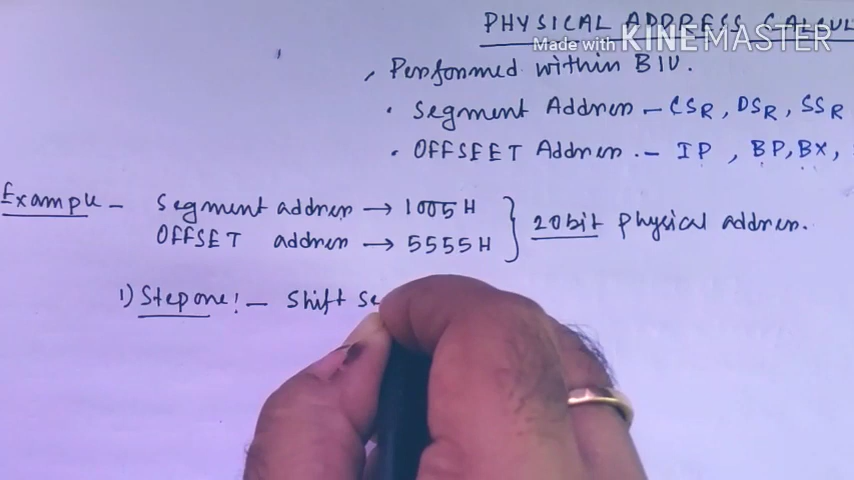 PHYSICAL ADDRESS CALCUL
Made with KINEMASTER
Performed within BIU.
• Segment Address – CSR, DSR, SSR
• OFFSEET Address. – IP, BP, BX,
Example – Segment address → 1005H } 20bit physical address.
OFFSET address → 5555H
1) Step one! – Shift Se